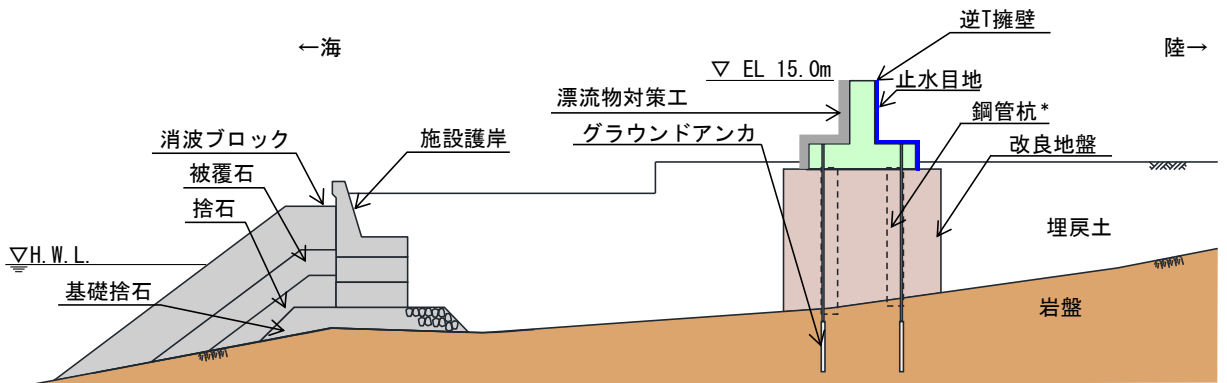 ←海
陸→
逆T擁壁
▽ EL 15.0m
止水目地
漂流物対策工
鋼管杭*
グラウンドアンカ
改良地盤
消波ブロック
施設護岸
被覆石
捨石
▽H.W.L.
基礎捨石
埋戻土
岩盤